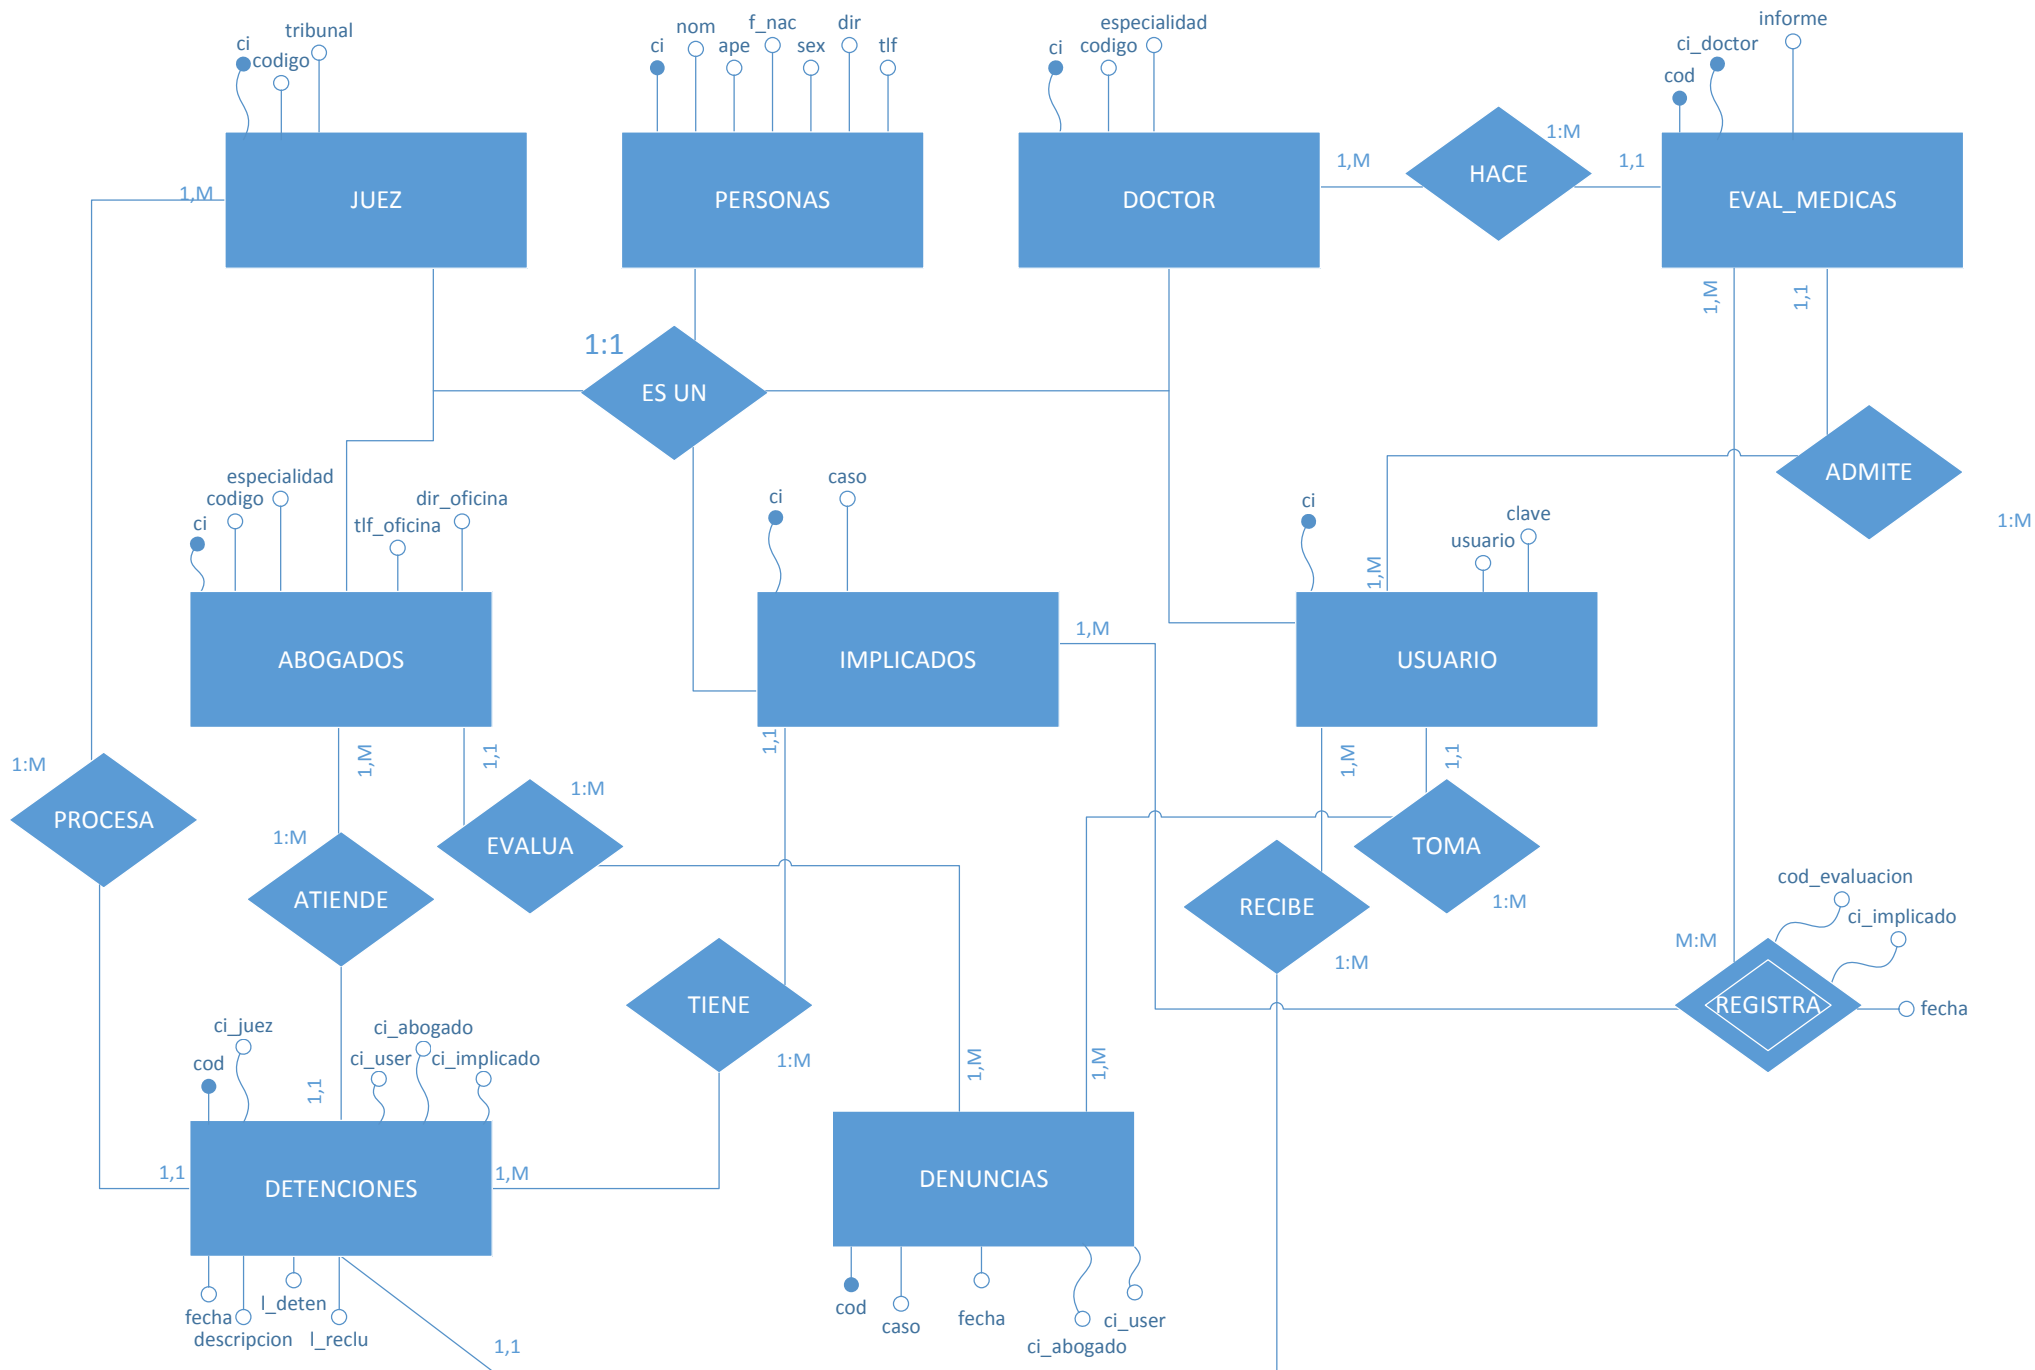 tribunal
ci
codigo
f_nac
dir
nom
ci
ape
sex
tlf
especialidad
ci
codigo
informe
ci_doctor
cod
JUEZ
PERSONAS
DOCTOR
HACE
EVAL_MEDICAS
1,M
1,M
1:M
1,1
1:1
ES UN
1,M
1,1
ADMITE
1:M
especialidad
codigo
ci
dir_oficina
tlf_oficina
caso
ci
ci
clave
usuario
1,M
ABOGADOS
IMPLICADOS
1,M
USUARIO
1:M
PROCESA
1,M
1,1
1:M
EVALUA
1:M
ATIENDE
1,1
1,M
1,1
TOMA
1:M
RECIBE
1:M
TIENE
1:M
cod_evaluacion
ci_implicado
M:M
REGISTRA
fecha
ci_juez
cod
ci_abogado
ci_user
ci_implicado
1,1
1,M
1,M
1,1
DETENCIONES
1,M
DENUNCIAS
fecha
l_deten
descripcion
l_reclu
1,1
cod
caso
fecha
ci_abogado
ci_user